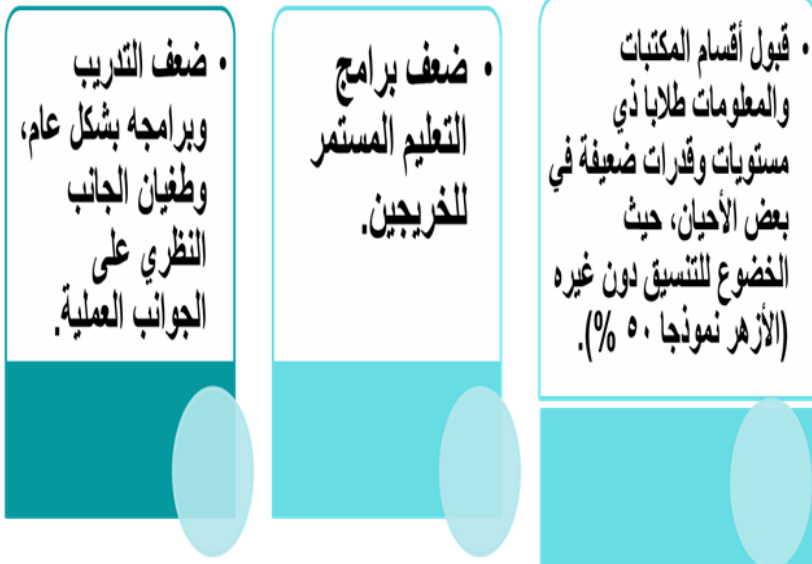 • قبول أقسام المكتبات
والمعلومات طلابا ذي
مستويات وقدرات ضعيفة في
بعض الأحيان، حيث
الخضوع للتنسيق دون غيره
(الأزهر نموذجا ٥٠ %).
• ضعف برامج
التعليم المستمر
للخريجين.
• ضعف التدريب
وبرامجه بشكل عام،
وطغيان الجانب
النظري على
الجوانب العملية.